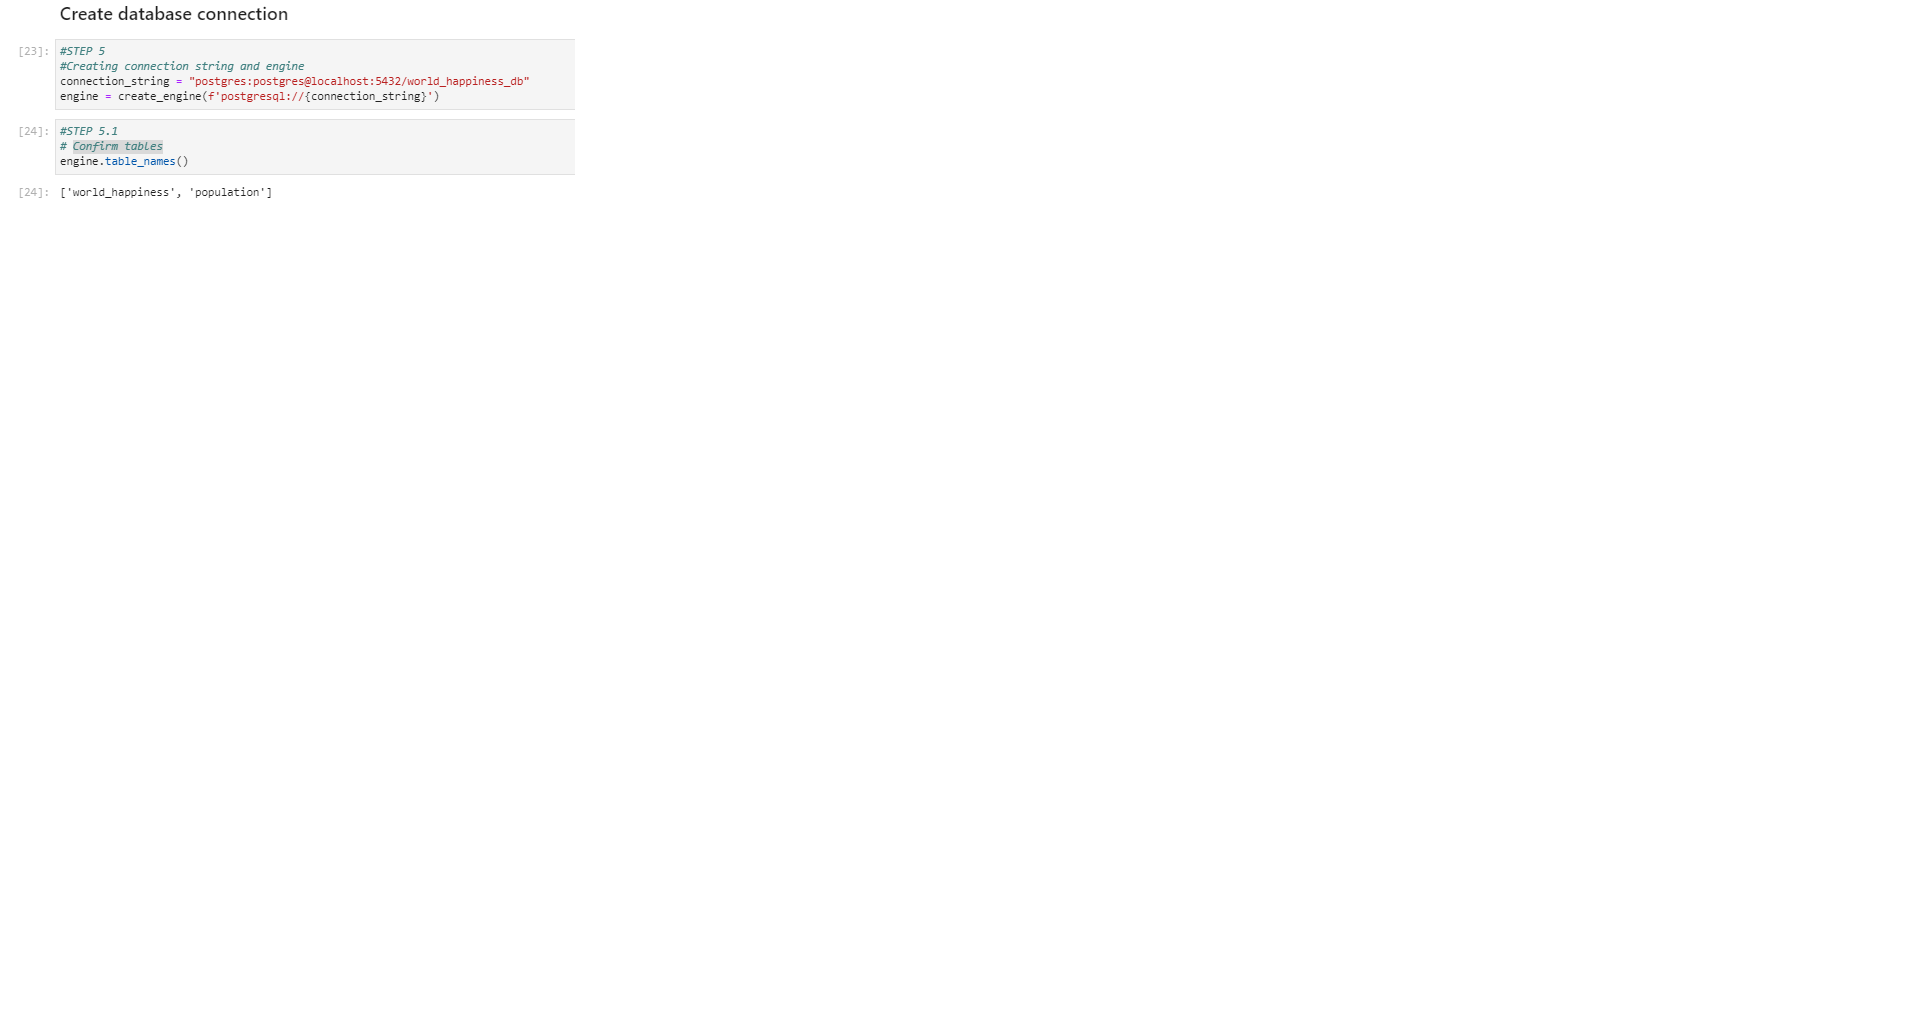 Create database connection
[23]: #STEP 5
#Creating connection string and engine
connection_string = "postgres:postgres@localhost:5432/world_happiness_db"
engine = create_engine(f'postgresql://{connection_string}')
[24]: #STEP 5.1
# Confirm tables
engine.table_names()
[24]: ['world_happiness', 'population']